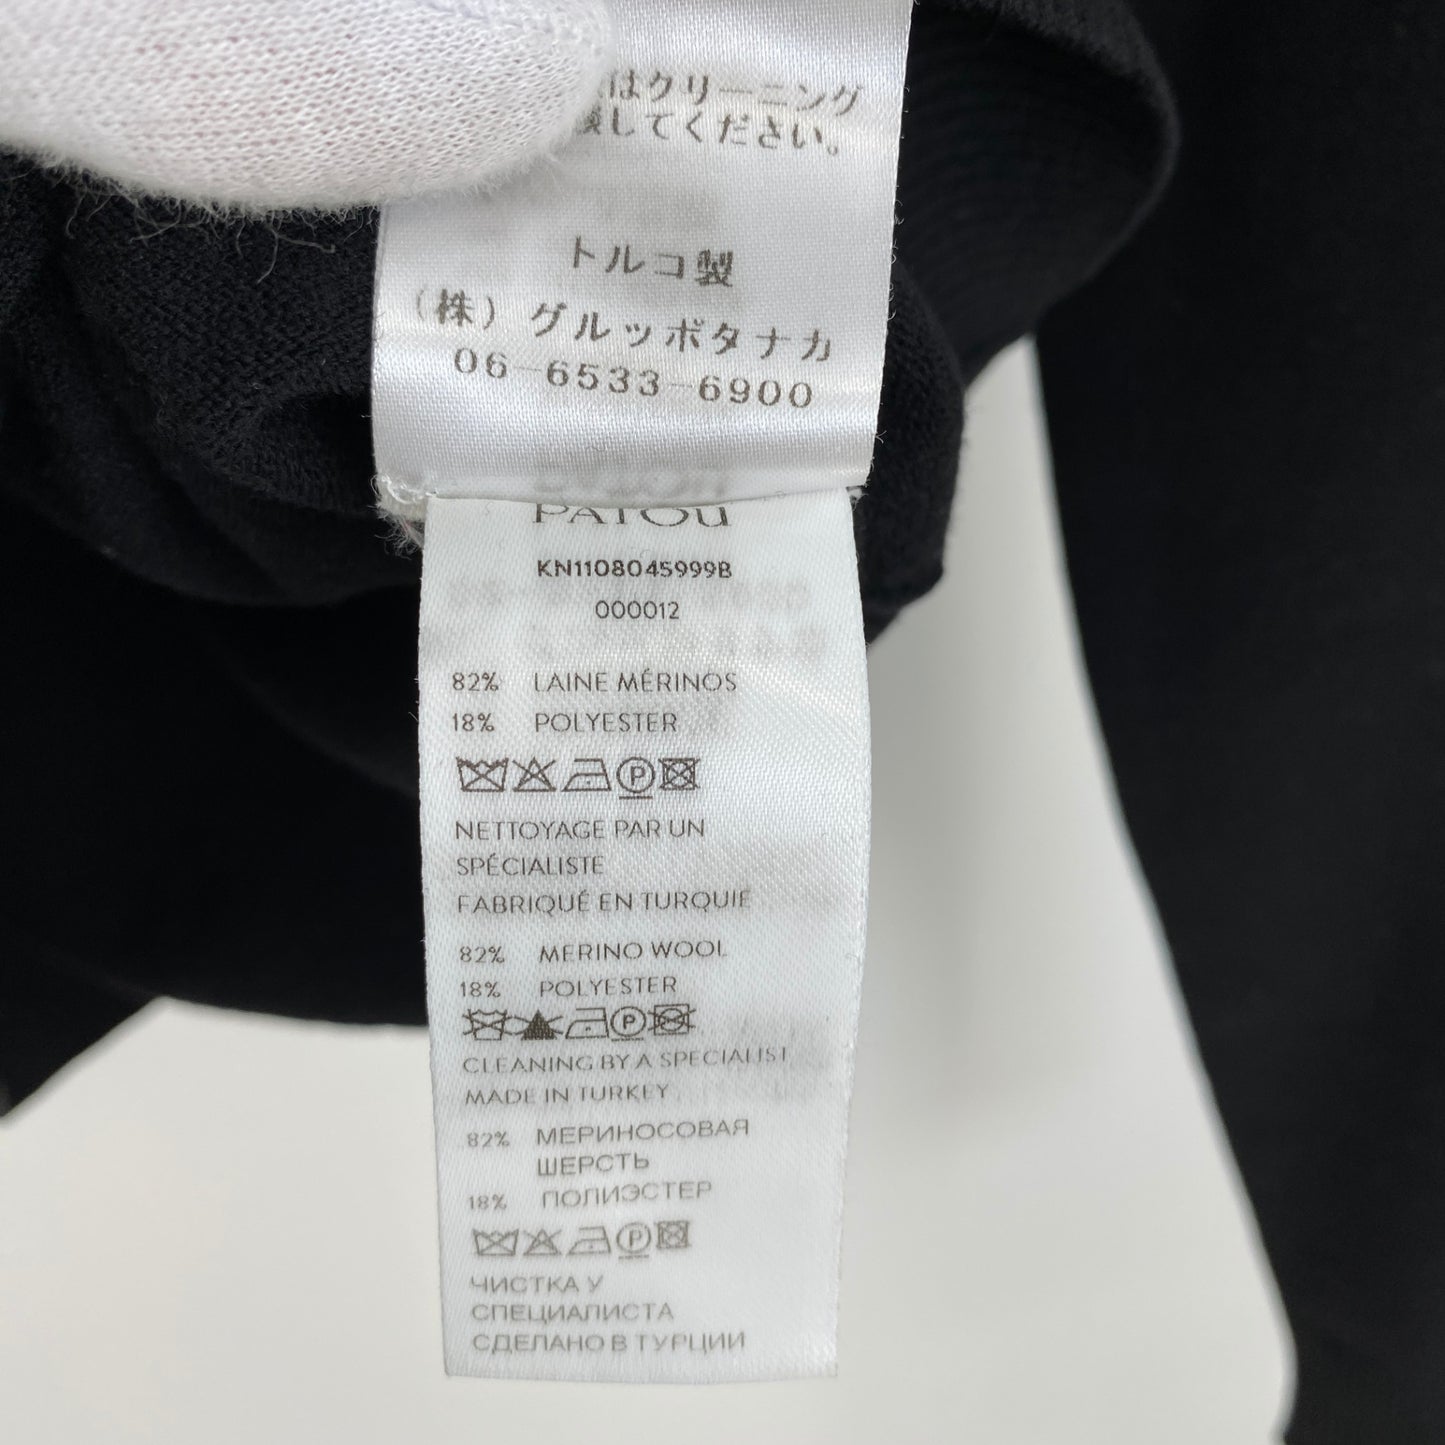 はクリーニング
してください。
トルコ製
(株) グルッポタナカ
06-6533-6900
PATOU
KN1108045999B
000012
82% LAINE MÉRINOS
18% POLYESTER
P
NETTOYAGE PAR UN
SPÉCIALISTE
FABRIQUÉ EN TURQUIE
82% MERINO WOOL
18% POLYESTER
P
CLEANING BY A SPECIALIST
MADE IN TURKEY
82% МЕРИНОСОВАЯ
ШЕРСТЬ
18% ПОЛИЭСТЕР
P
ЧИСТКА У
СПЕЦИАЛИСТА
СДЕЛАНО В ТУРЦИИ